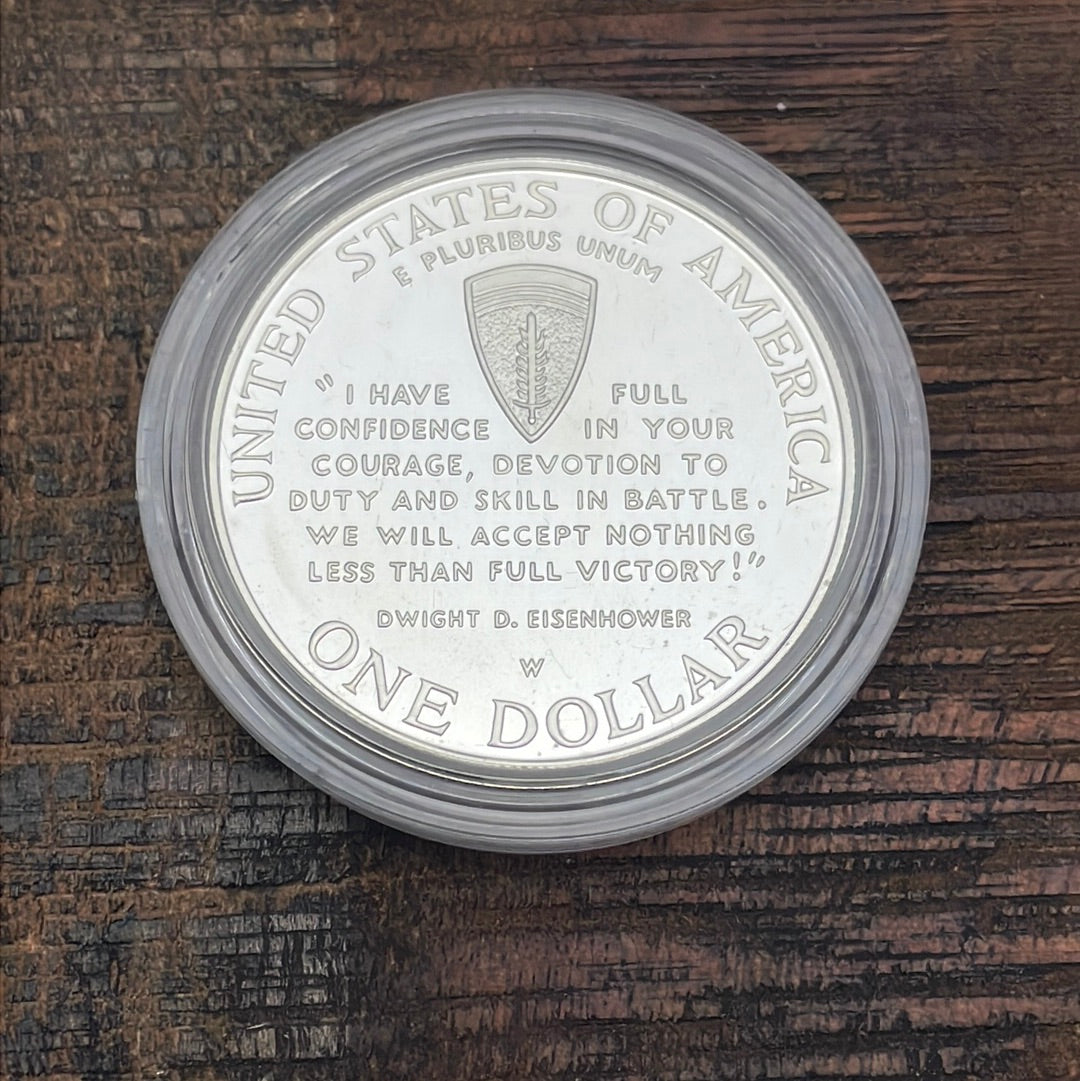 UNITED STATES OF AMERICA
E PLURIBUS UNUM
" I HAVE FULL
CONFIDENCE IN YOUR
COURAGE, DEVOTION TO
DUTY AND SKILL IN BATTLE.
WE WILL ACCEPT NOTHING
LESS THAN FULL VICTORY!"
DWIGHT D. EISENHOWER
W
ONE DOLLAR